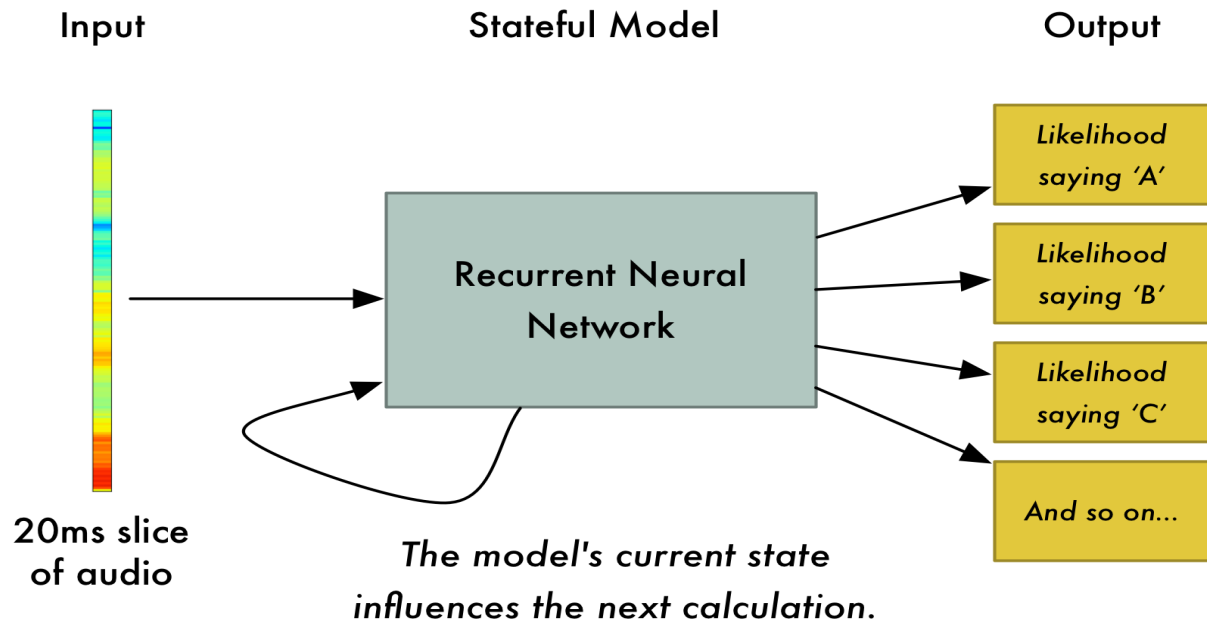 Input
Stateful Model
Output
20ms slice
of audio
Recurrent Neural
Network
The model's current state
influences the next calculation.
Likelihood
saying ‘A’
Likelihood
saying ‘B’
Likelihood
saying ‘C’
And so on...